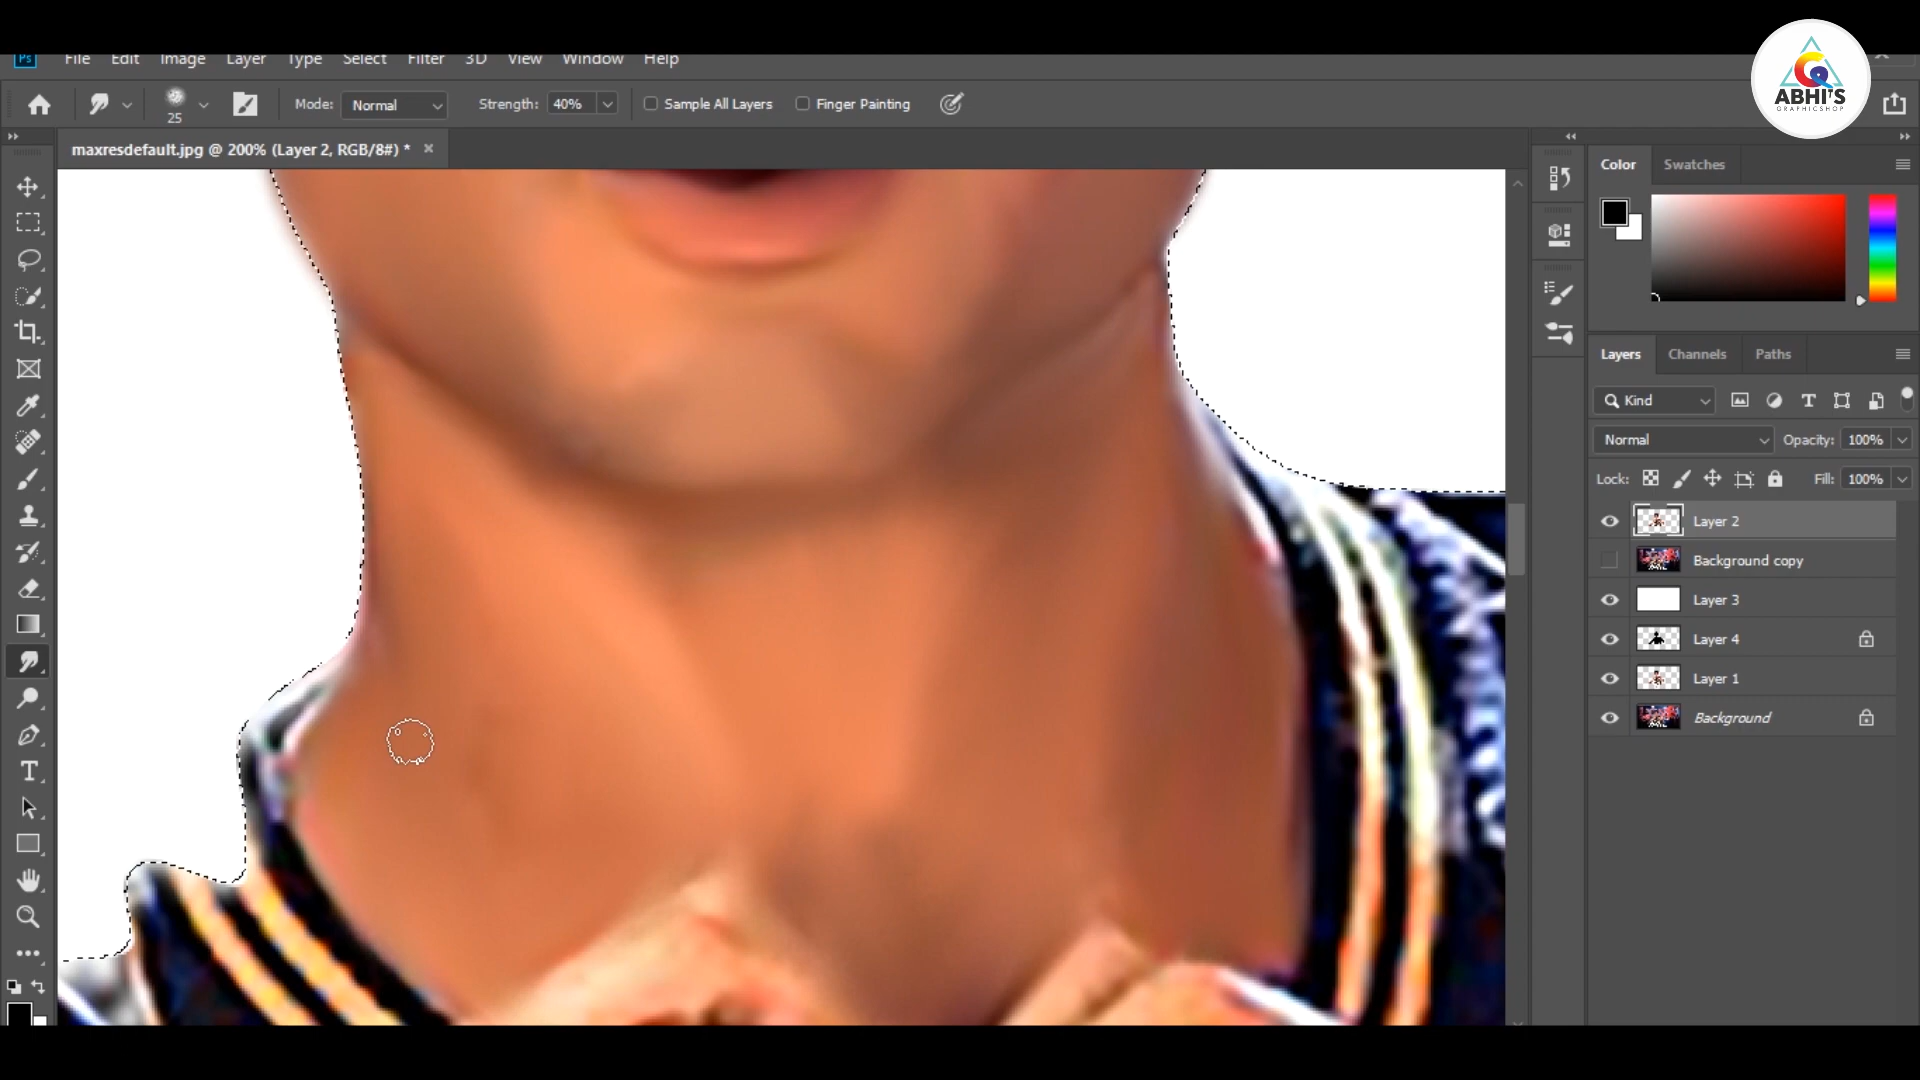 Ps File Edit Image Layer Type Select Filter 3D View Window Help
25 Mode: Normal Strength: 40% Sample All Layers Finger Painting
ABHI'S
GRAPHICSHOP
maxresdefault.jpg @ 200% (Layer 2, RGB/8#) *
Color Swatches
Layers Channels Paths
Kind
Normal Opacity: 100%
Lock: Fill: 100%
Layer 2
Background copy
Layer 3
Layer 4
Layer 1
Background